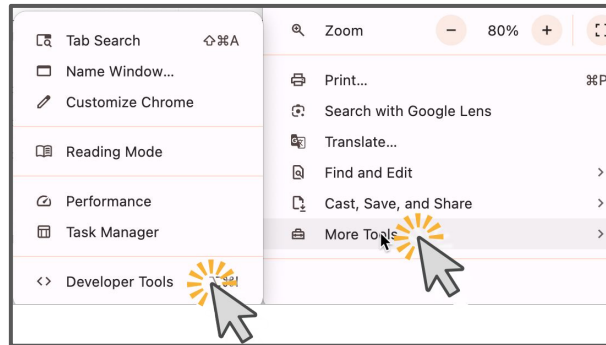 Tab Search ⇧⌘A
Name Window...
Customize Chrome
Reading Mode
Performance
Task Manager
Developer Tools
Zoom − 80% +
Print... ⌘P
Search with Google Lens
Translate...
Find and Edit >
Cast, Save, and Share >
More Tools >